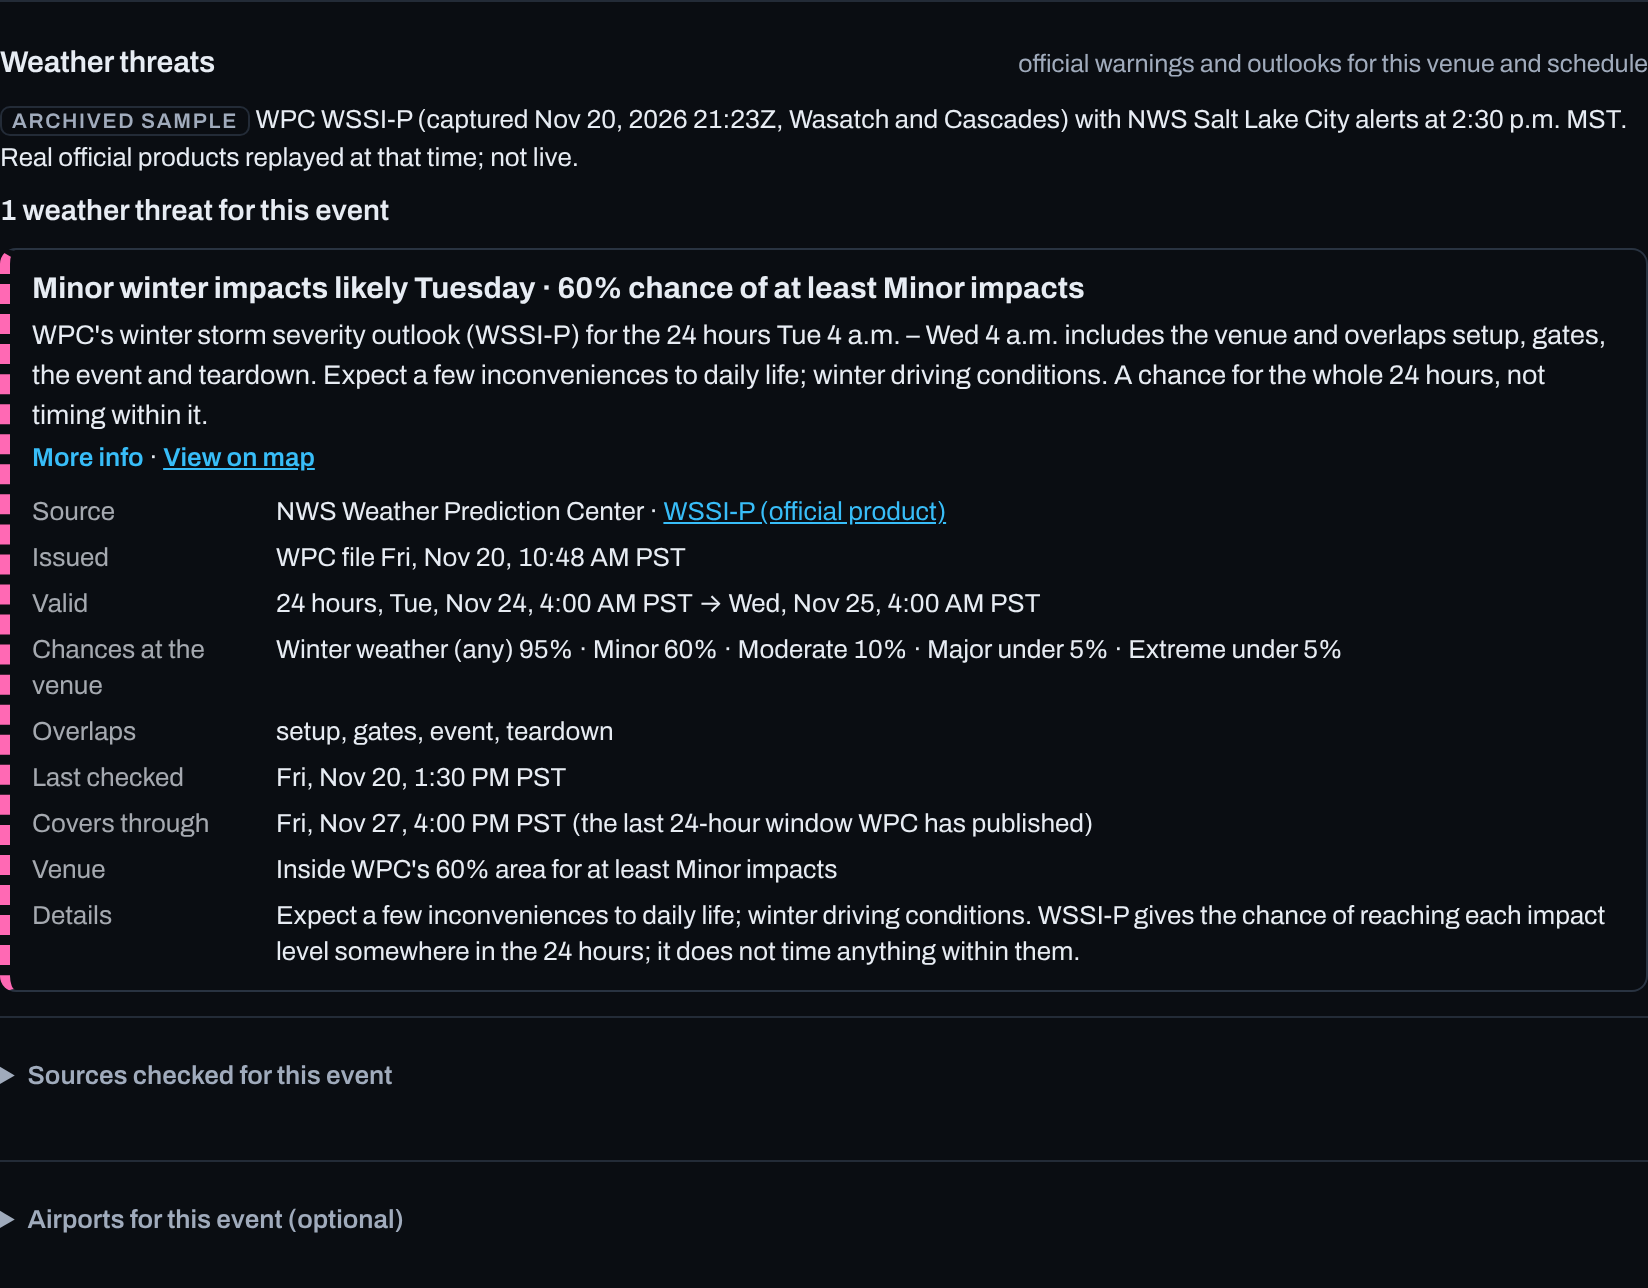 Weather threats
official warnings and outlooks for this venue and schedule
ARCHIVED SAMPLE WPC WSSI-P (captured Nov 20, 2026 21:23Z, Wasatch and Cascades) with NWS Salt Lake City alerts at 2:30 p.m. MST.
Real official products replayed at that time; not live.
1 weather threat for this event
Minor winter impacts likely Tuesday · 60% chance of at least Minor impacts
WPC's winter storm severity outlook (WSSI-P) for the 24 hours Tue 4 a.m. – Wed 4 a.m. includes the venue and overlaps setup, gates,
the event and teardown. Expect a few inconveniences to daily life; winter driving conditions. A chance for the whole 24 hours, not
timing within it.
More info · View on map
Source NWS Weather Prediction Center · WSSI-P (official product)
Issued WPC file Fri, Nov 20, 10:48 AM PST
Valid 24 hours, Tue, Nov 24, 4:00 AM PST → Wed, Nov 25, 4:00 AM PST
Chances at the venue Winter weather (any) 95% · Minor 60% · Moderate 10% · Major under 5% · Extreme under 5%
Overlaps setup, gates, event, teardown
Last checked Fri, Nov 20, 1:30 PM PST
Covers through Fri, Nov 27, 4:00 PM PST (the last 24-hour window WPC has published)
Venue Inside WPC's 60% area for at least Minor impacts
Details Expect a few inconveniences to daily life; winter driving conditions. WSSI-P gives the chance of reaching each impact
level somewhere in the 24 hours; it does not time anything within them.
Sources checked for this event
Airports for this event (optional)